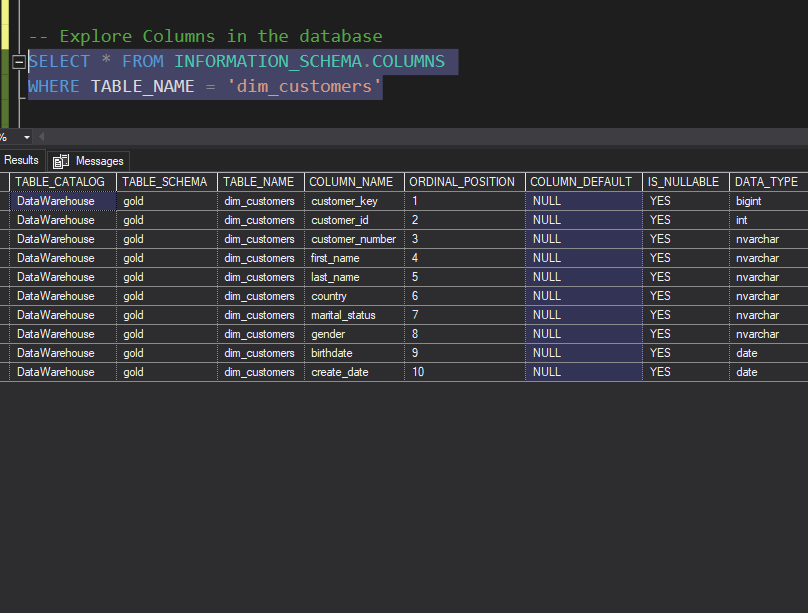 -- Explore Columns in the database
SELECT * FROM INFORMATION_SCHEMA.COLUMNS
WHERE TABLE_NAME = 'dim_customers'
%
Results Messages
TABLE_CATALOG TABLE_SCHEMA TABLE_NAME COLUMN_NAME ORDINAL_POSITION COLUMN_DEFAULT IS_NULLABLE DATA_TYPE
DataWarehouse gold dim_customers customer_key 1 NULL YES bigint
DataWarehouse gold dim_customers customer_id 2 NULL YES int
DataWarehouse gold dim_customers customer_number 3 NULL YES nvarchar
DataWarehouse gold dim_customers first_name 4 NULL YES nvarchar
DataWarehouse gold dim_customers last_name 5 NULL YES nvarchar
DataWarehouse gold dim_customers country 6 NULL YES nvarchar
DataWarehouse gold dim_customers marital_status 7 NULL YES nvarchar
DataWarehouse gold dim_customers gender 8 NULL YES nvarchar
DataWarehouse gold dim_customers birthdate 9 NULL YES date
DataWarehouse gold dim_customers create_date 10 NULL YES date